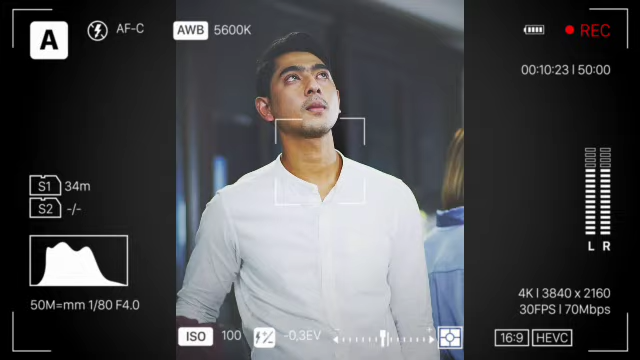 A
AF-C
AWB 5600K
REC
00:10:23 | 50:00
S1 34m
S2 -/-
L R
50M=mm 1/80 F4.0
4K | 3840 x 2160
30FPS | 70Mbps
ISO 100 -0,3EV
16:9 HEVC